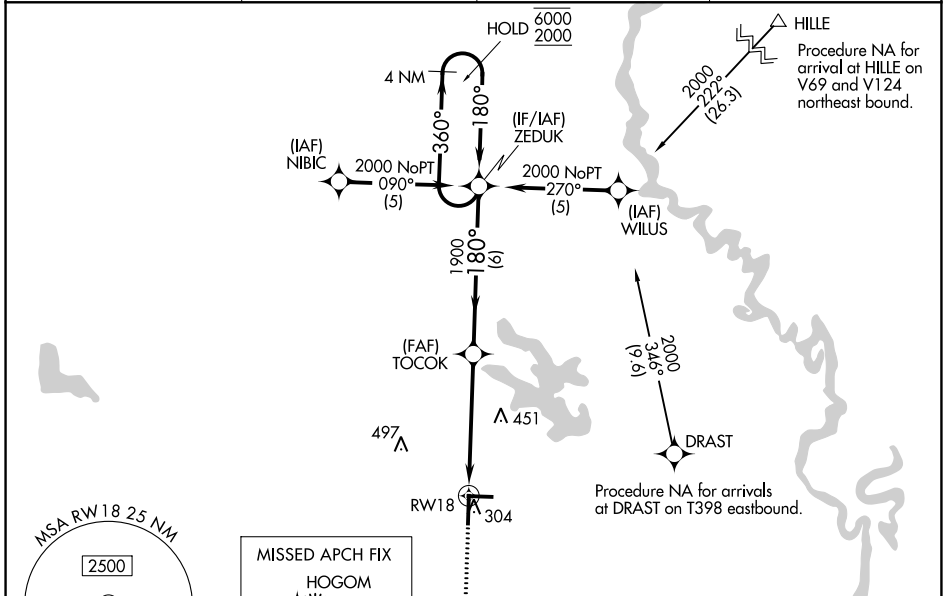 HOLD 6000
2000
HILLE
Procedure NA for
arrival at HILLE on
V69 and V124
northeast bound.
4 NM
2000
222°
(26.3)
360°
180°
(IF/IAF)
ZEDUK
(IAF)
NIBIC
2000 NoPT
090°
(5)
2000 NoPT
270°
(5)
(IAF)
WILUS
1900
180°
(6)
(FAF)
TOCOK
2000
346°
(9.6)
451
497
DRAST
RW18
304
Procedure NA for arrivals
at DRAST on T398 eastbound.
MSA RW18 25 NM
2500
MISSED APCH FIX
HOGOM